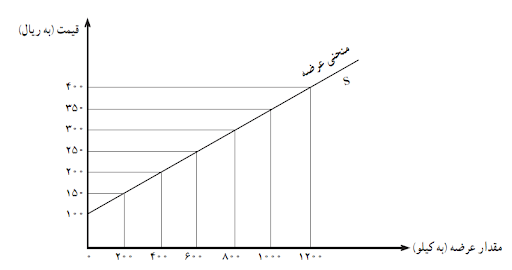 قیمت (به ریال)
منحنی عرضه
S
۴۰۰
۳۵۰
۳۰۰
۲۵۰
۲۰۰
۱۵۰
۱۰۰
۰ ۲۰۰ ۴۰۰ ۶۰۰ ۸۰۰ ۱۰۰۰ ۱۲۰۰
مقدار عرضه (به کیلو)